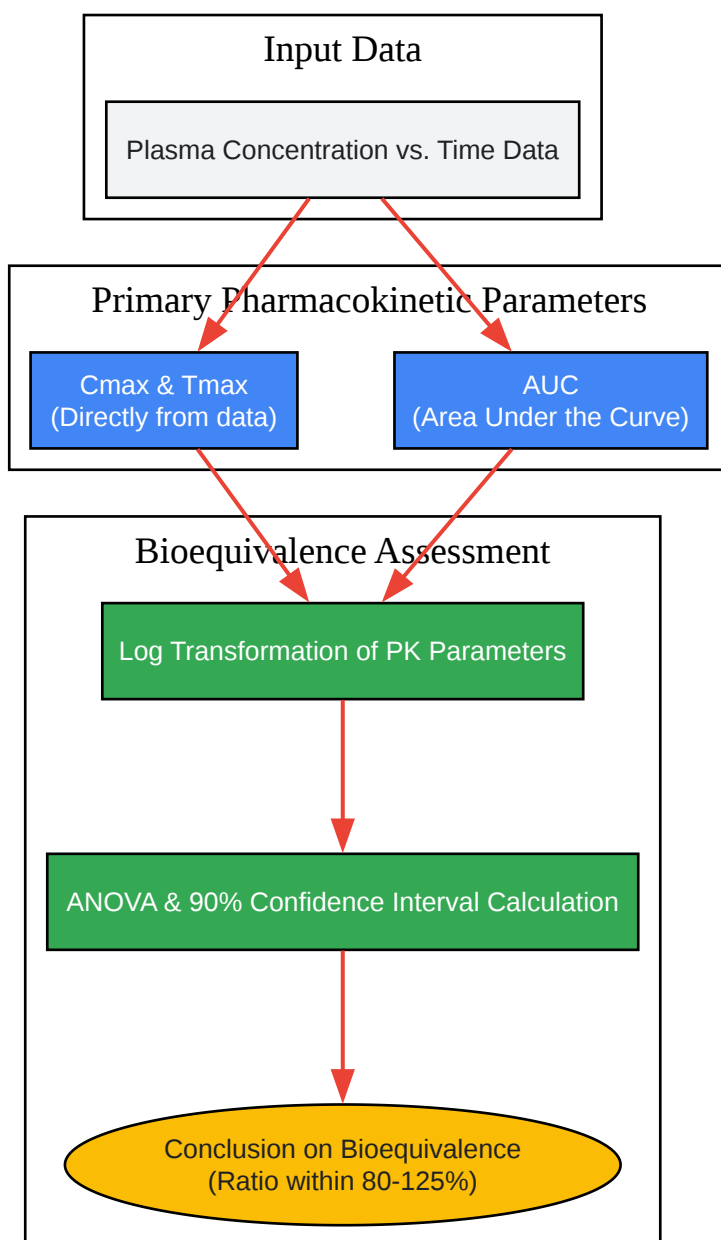 Input Data
Plasma Concentration vs. Time Data
Primary Pharmacokinetic Parameters
Cmax & Tmax
(Directly from data)
AUC
(Area Under the Curve)
Bioequivalence Assessment
Log Transformation of PK Parameters
ANOVA & 90% Confidence Interval Calculation
Conclusion on Bioequivalence
(Ratio within 80-125%)